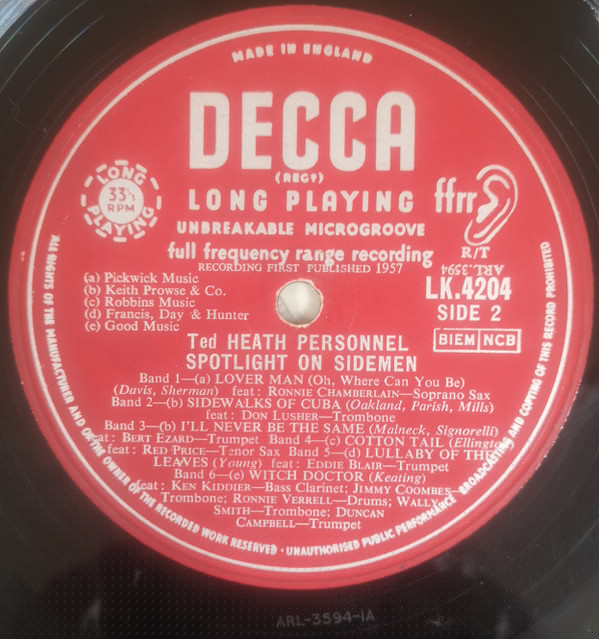 MADE IN ENGLAND
DECCA
(REGD)
LONG PLAYING
UNBREAKABLE MICROGROOVE
full frequency range recording
RECORDING FIRST PUBLISHED 1957
LONG PLAYING
33⅓
RPM
ffrr
R/T
ARL.3594
LK.4204
SIDE 2
BIEM NCB
(a) Pickwick Music
(b) Keith Prowse & Co.
(c) Robbins Music
(d) Francis, Day & Hunter
(e) Good Music
Ted HEATH PERSONNEL
SPOTLIGHT ON SIDEMEN
Band 1—(a) LOVER MAN (Oh, Where Can You Be)
(Davis, Sherman) feat: RONNIE CHAMBERLAIN—Soprano Sax
Band 2—(b) SIDEWALKS OF CUBA (Oakland, Parish, Mills)
feat: DON LUSHER—Trombone
Band 3—(b) I'LL NEVER BE THE SAME (Malneck, Signorelli)
feat: BERT EZARD—Trumpet Band 4—(c) COTTON TAIL (Ellington)
feat: RED PRICE—Tenor Sax Band 5—(d) LULLABY OF THE
LEAVES (Young) feat: EDDIE BLAIR—Trumpet
Band 6—(e) WITCH DOCTOR (Keating)
feat: KEN KIDDIER—Bass Clarinet; JIMMY COOMBES—
Trombone; RONNIE VERRELL—Drums; WALLY
SMITH—Trombone; DUNCAN
CAMPBELL—Trumpet
ALL RIGHTS OF THE MANUFACTURER AND OF THE OWNER OF THE RECORDED WORK RESERVED · UNAUTHORISED PUBLIC PERFORMANCE, BROADCASTING AND COPYING OF THIS RECORD PROHIBITED
ARL-3594-1A